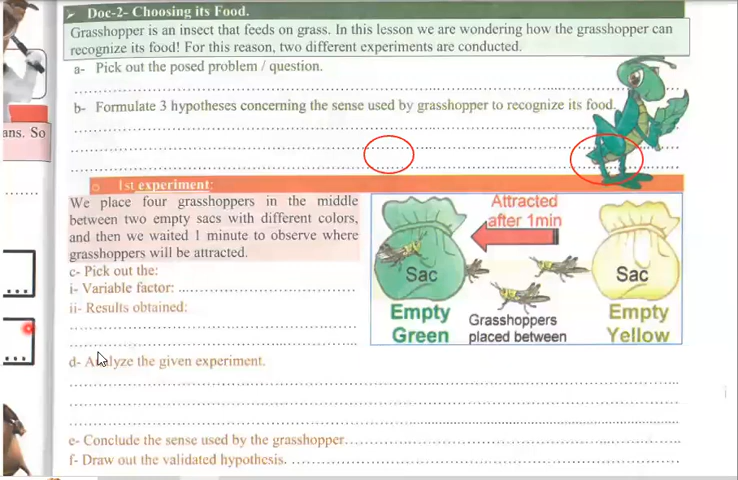 ➤ Doc-2- Choosing its Food.
Grasshopper is an insect that feeds on grass. In this lesson we are wondering how the grasshopper can
recognize its food! For this reason, two different experiments are conducted.
a- Pick out the posed problem / question.
b- Formulate 3 hypotheses concerning the sense used by grasshopper to recognize its food.
ans. So
1st experiment:
We place four grasshoppers in the middle
between two empty sacs with different colors,
and then we waited 1 minute to observe where
grasshoppers will be attracted.
c- Pick out the:
i- Variable factor:
ii- Results obtained:
Attracted
after 1min
Sac
Sac
Empty
Green
Grasshoppers
placed between
Empty
Yellow
d- Analyze the given experiment.
e- Conclude the sense used by the grasshopper
f- Draw out the validated hypothesis.